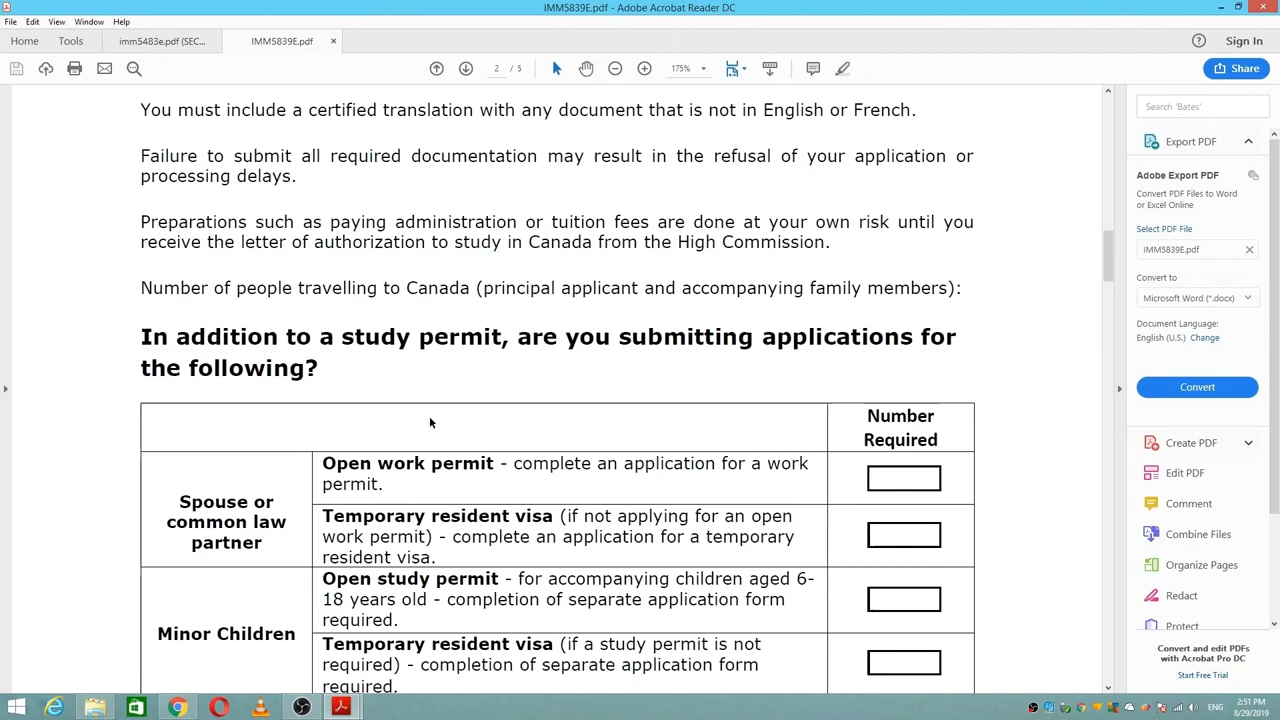 IMM5839E.pdf - Adobe Acrobat Reader DC
File Edit View Window Help
Home Tools imm5483e.pdf (SEC... IMM5839E.pdf × Sign In
2 / 5 175% Share
You must include a certified translation with any document that is not in English or French.
Failure to submit all required documentation may result in the refusal of your application or
processing delays.
Preparations such as paying administration or tuition fees are done at your own risk until you
receive the letter of authorization to study in Canada from the High Commission.
Number of people travelling to Canada (principal applicant and accompanying family members):
In addition to a study permit, are you submitting applications for
the following?
Number
Required
Spouse or
common law
partner
Open work permit - complete an application for a work
permit.
Temporary resident visa (if not applying for an open
work permit) - complete an application for a temporary
resident visa.
Minor Children
Open study permit - for accompanying children aged 6-
18 years old - completion of separate application form
required.
Temporary resident visa (if a study permit is not
required) - completion of separate application form
required.
Search 'Bates'
Export PDF
Adobe Export PDF
Convert PDF Files to Word
or Excel Online
Select PDF File
IMM5839E.pdf
Convert to
Microsoft Word (*.docx)
Document Language:
English (U.S.) Change
Convert
Create PDF
Edit PDF
Comment
Combine Files
Organize Pages
Redact
Protect
Convert and edit PDFs
with Acrobat Pro DC
Start Free Trial
ENG
2:51 PM
8/29/2019